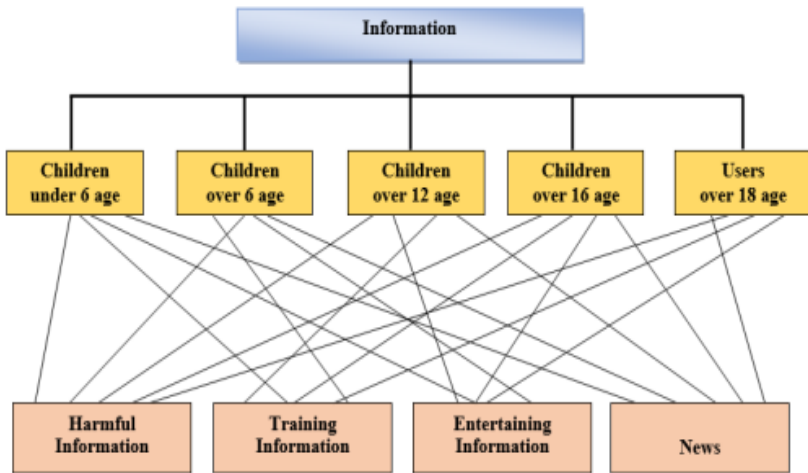 Information
Children
under 6 age
Children
over 6 age
Children
over 12 age
Children
over 16 age
Users
over 18 age
Harmful
Information
Training
Information
Entertaining
Information
News